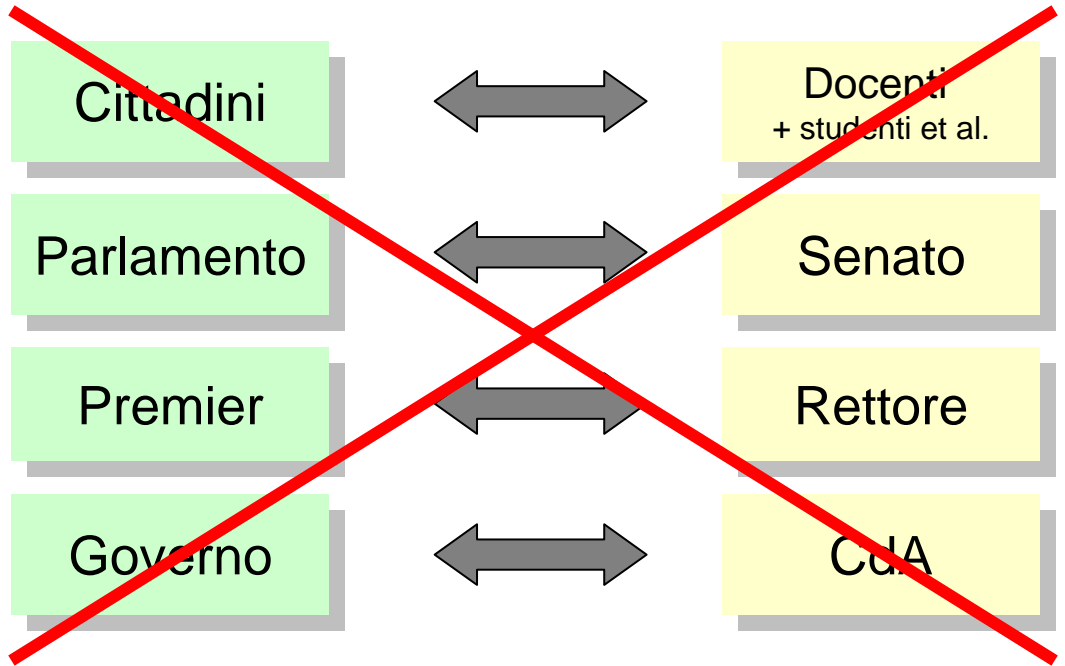 Cittadini
Docenti
+ studenti et al.
Parlamento
Senato
Premier
Rettore
Governo
CdA